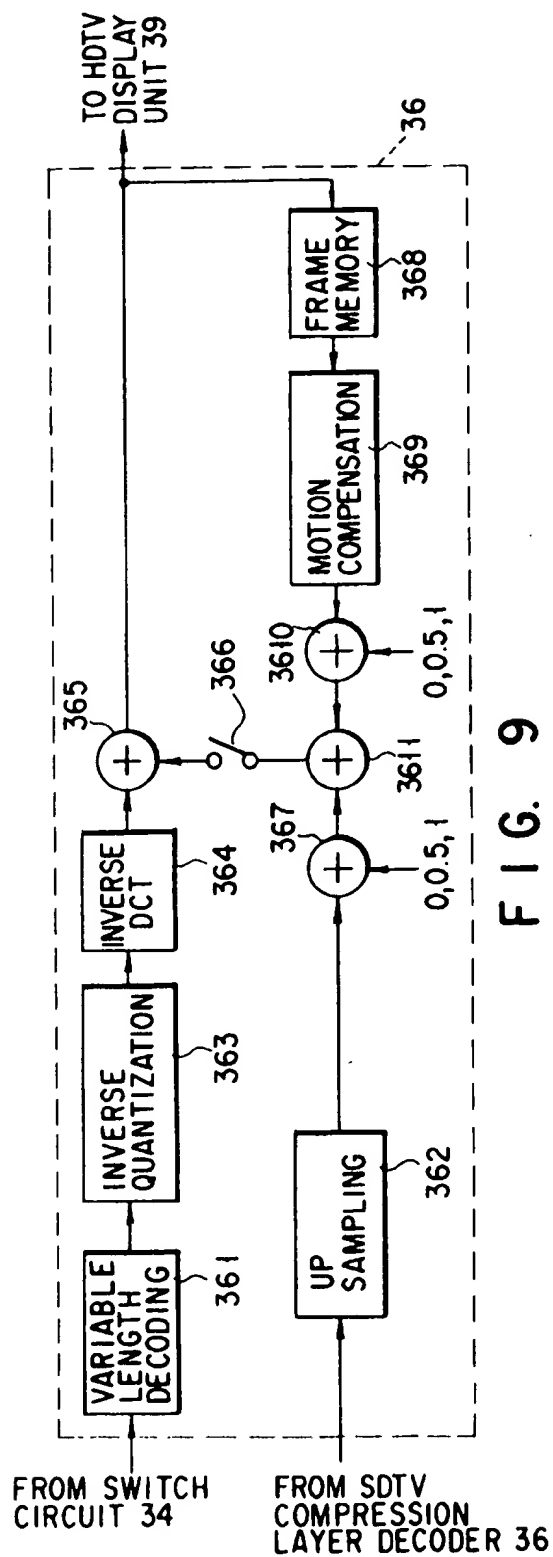 FROM SWITCH
CIRCUIT 34
VARIABLE
LENGTH
DECODING
361
INVERSE
QUANTIZATION
363
INVERSE
DCT
364
365
TO HDTV
DISPLAY
UNIT 39
36
366
FROM SDTV
COMPRESSION
LAYER DECODER 36
UP
SAMPLING
362
367
0,0.5,1
3611
3610
0,0.5,1
MOTION
COMPENSATION
369
FRAME
MEMORY
368
FIG. 9